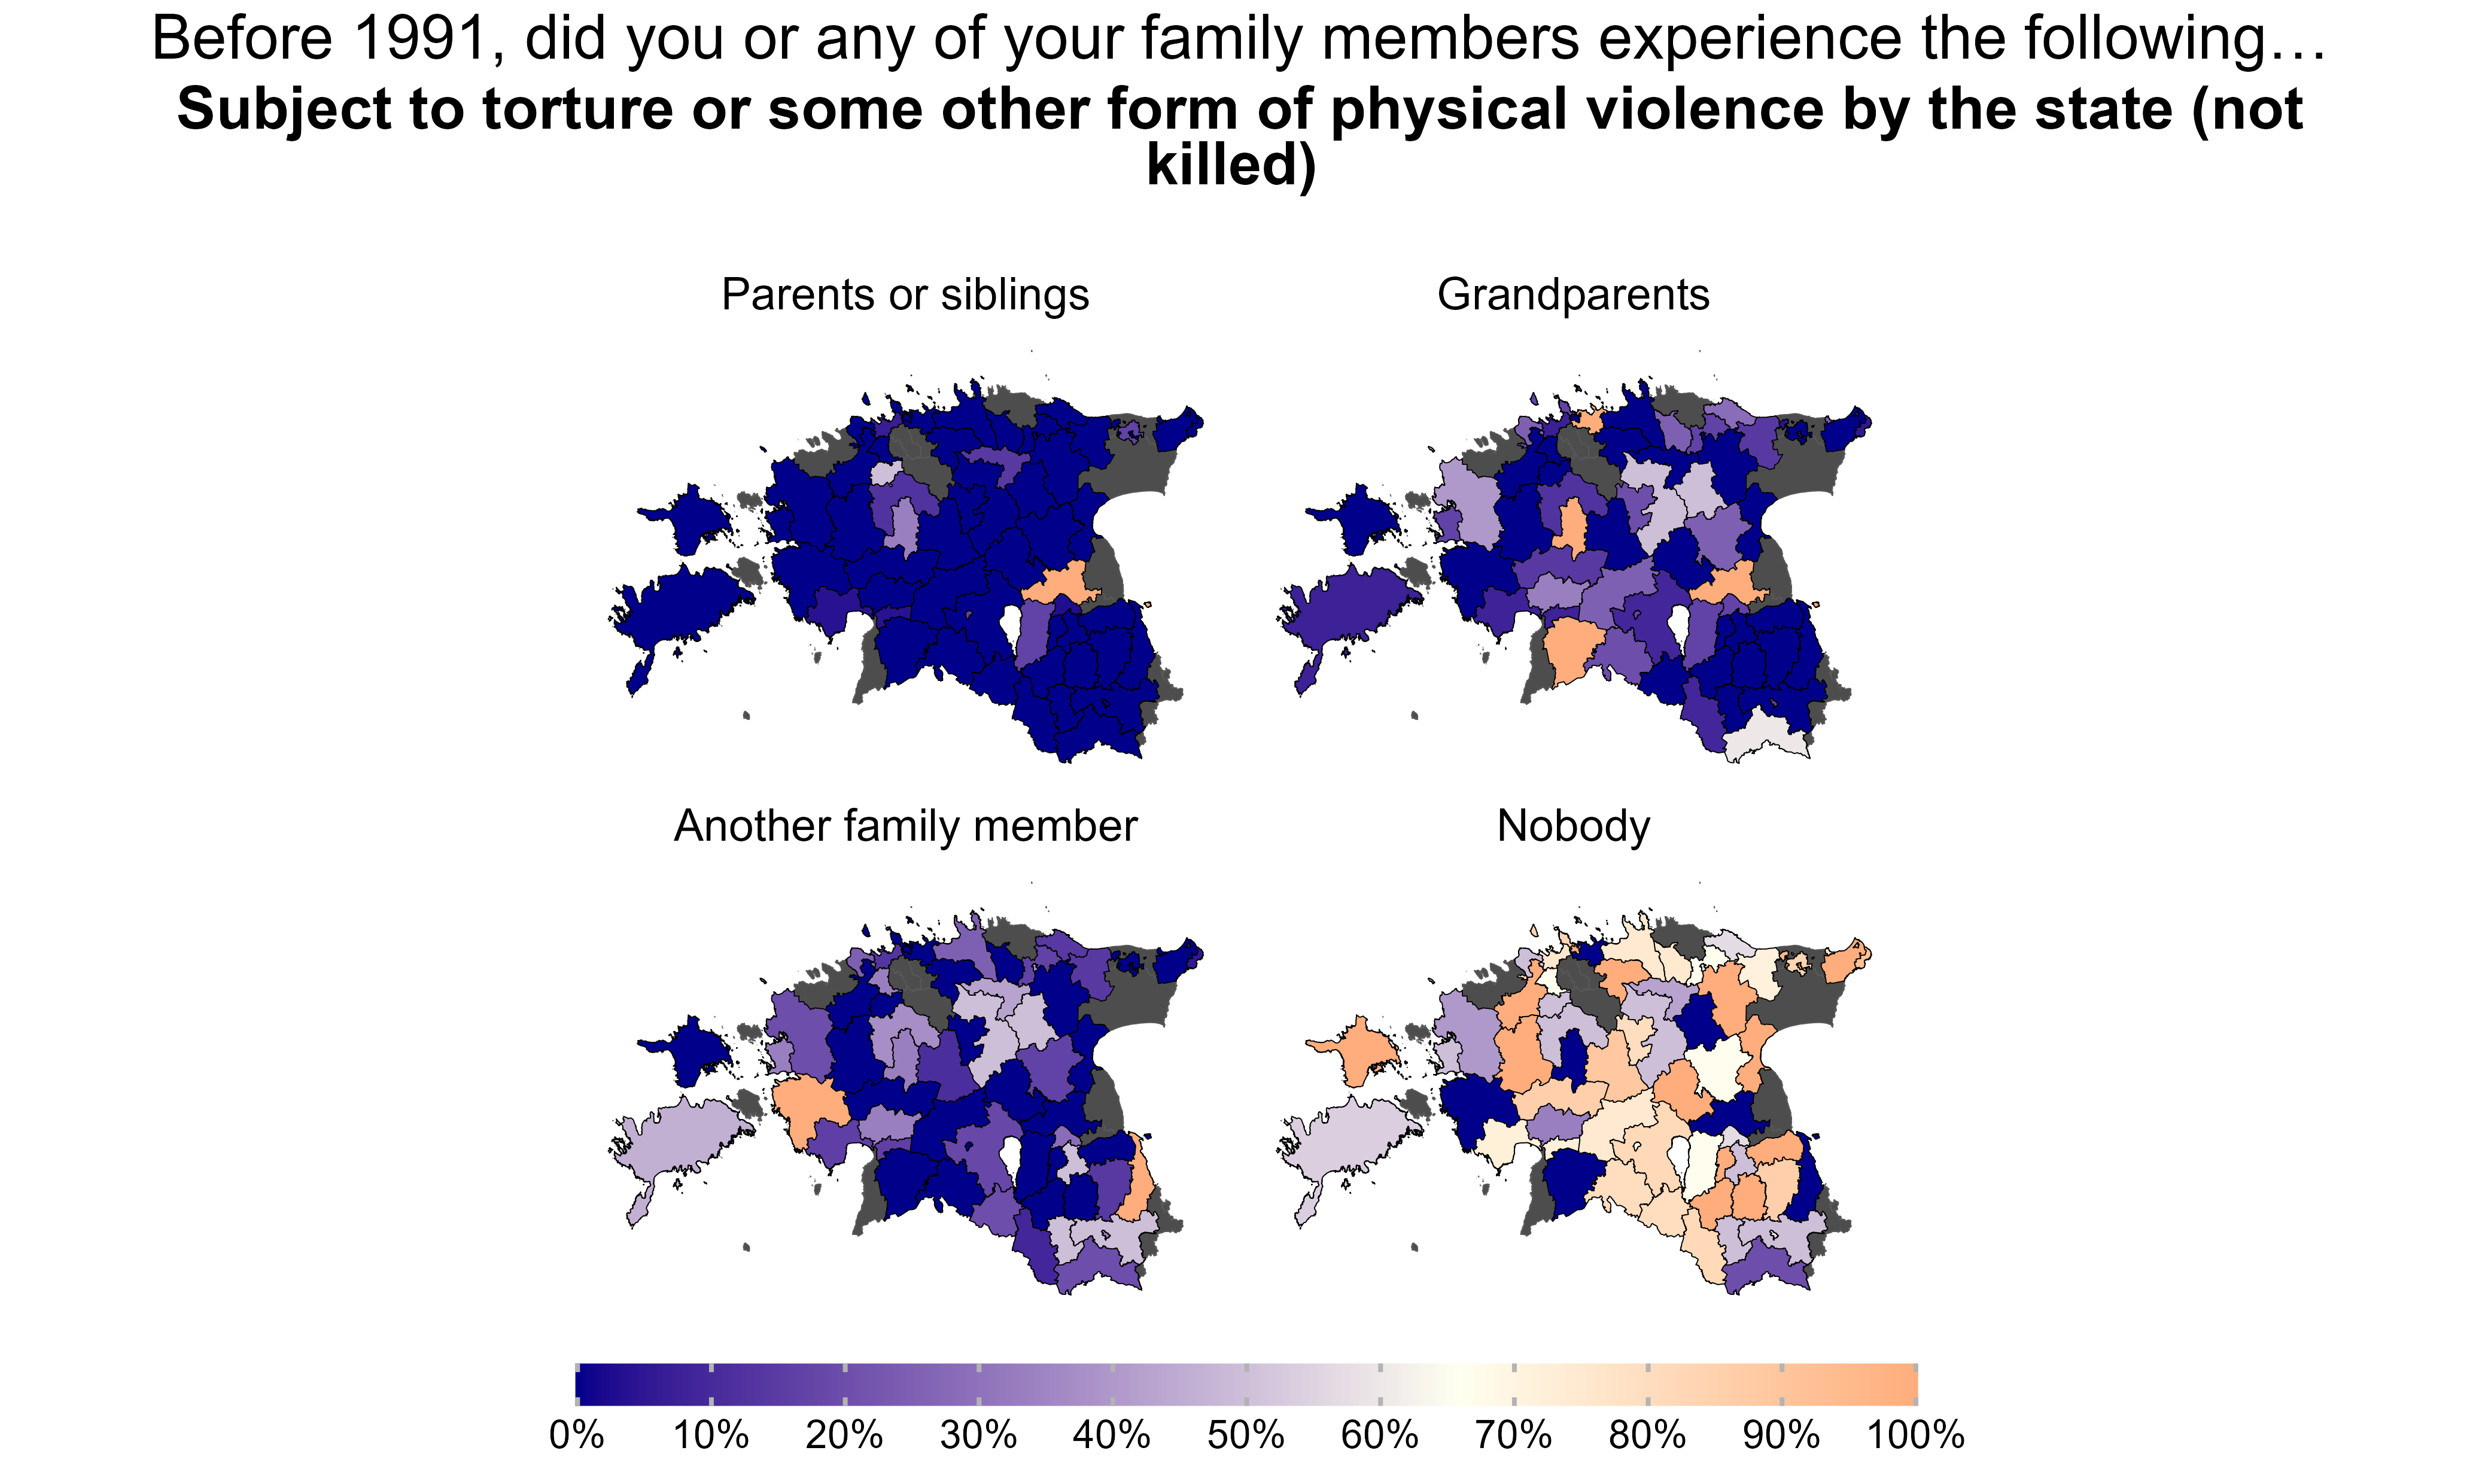 Before 1991, did you or any of your family members experience the following…
Subject to torture or some other form of physical violence by the state (not
killed)
Parents or siblings
Grandparents
Another family member
Nobody
0% 10% 20% 30% 40% 50% 60% 70% 80% 90% 100%